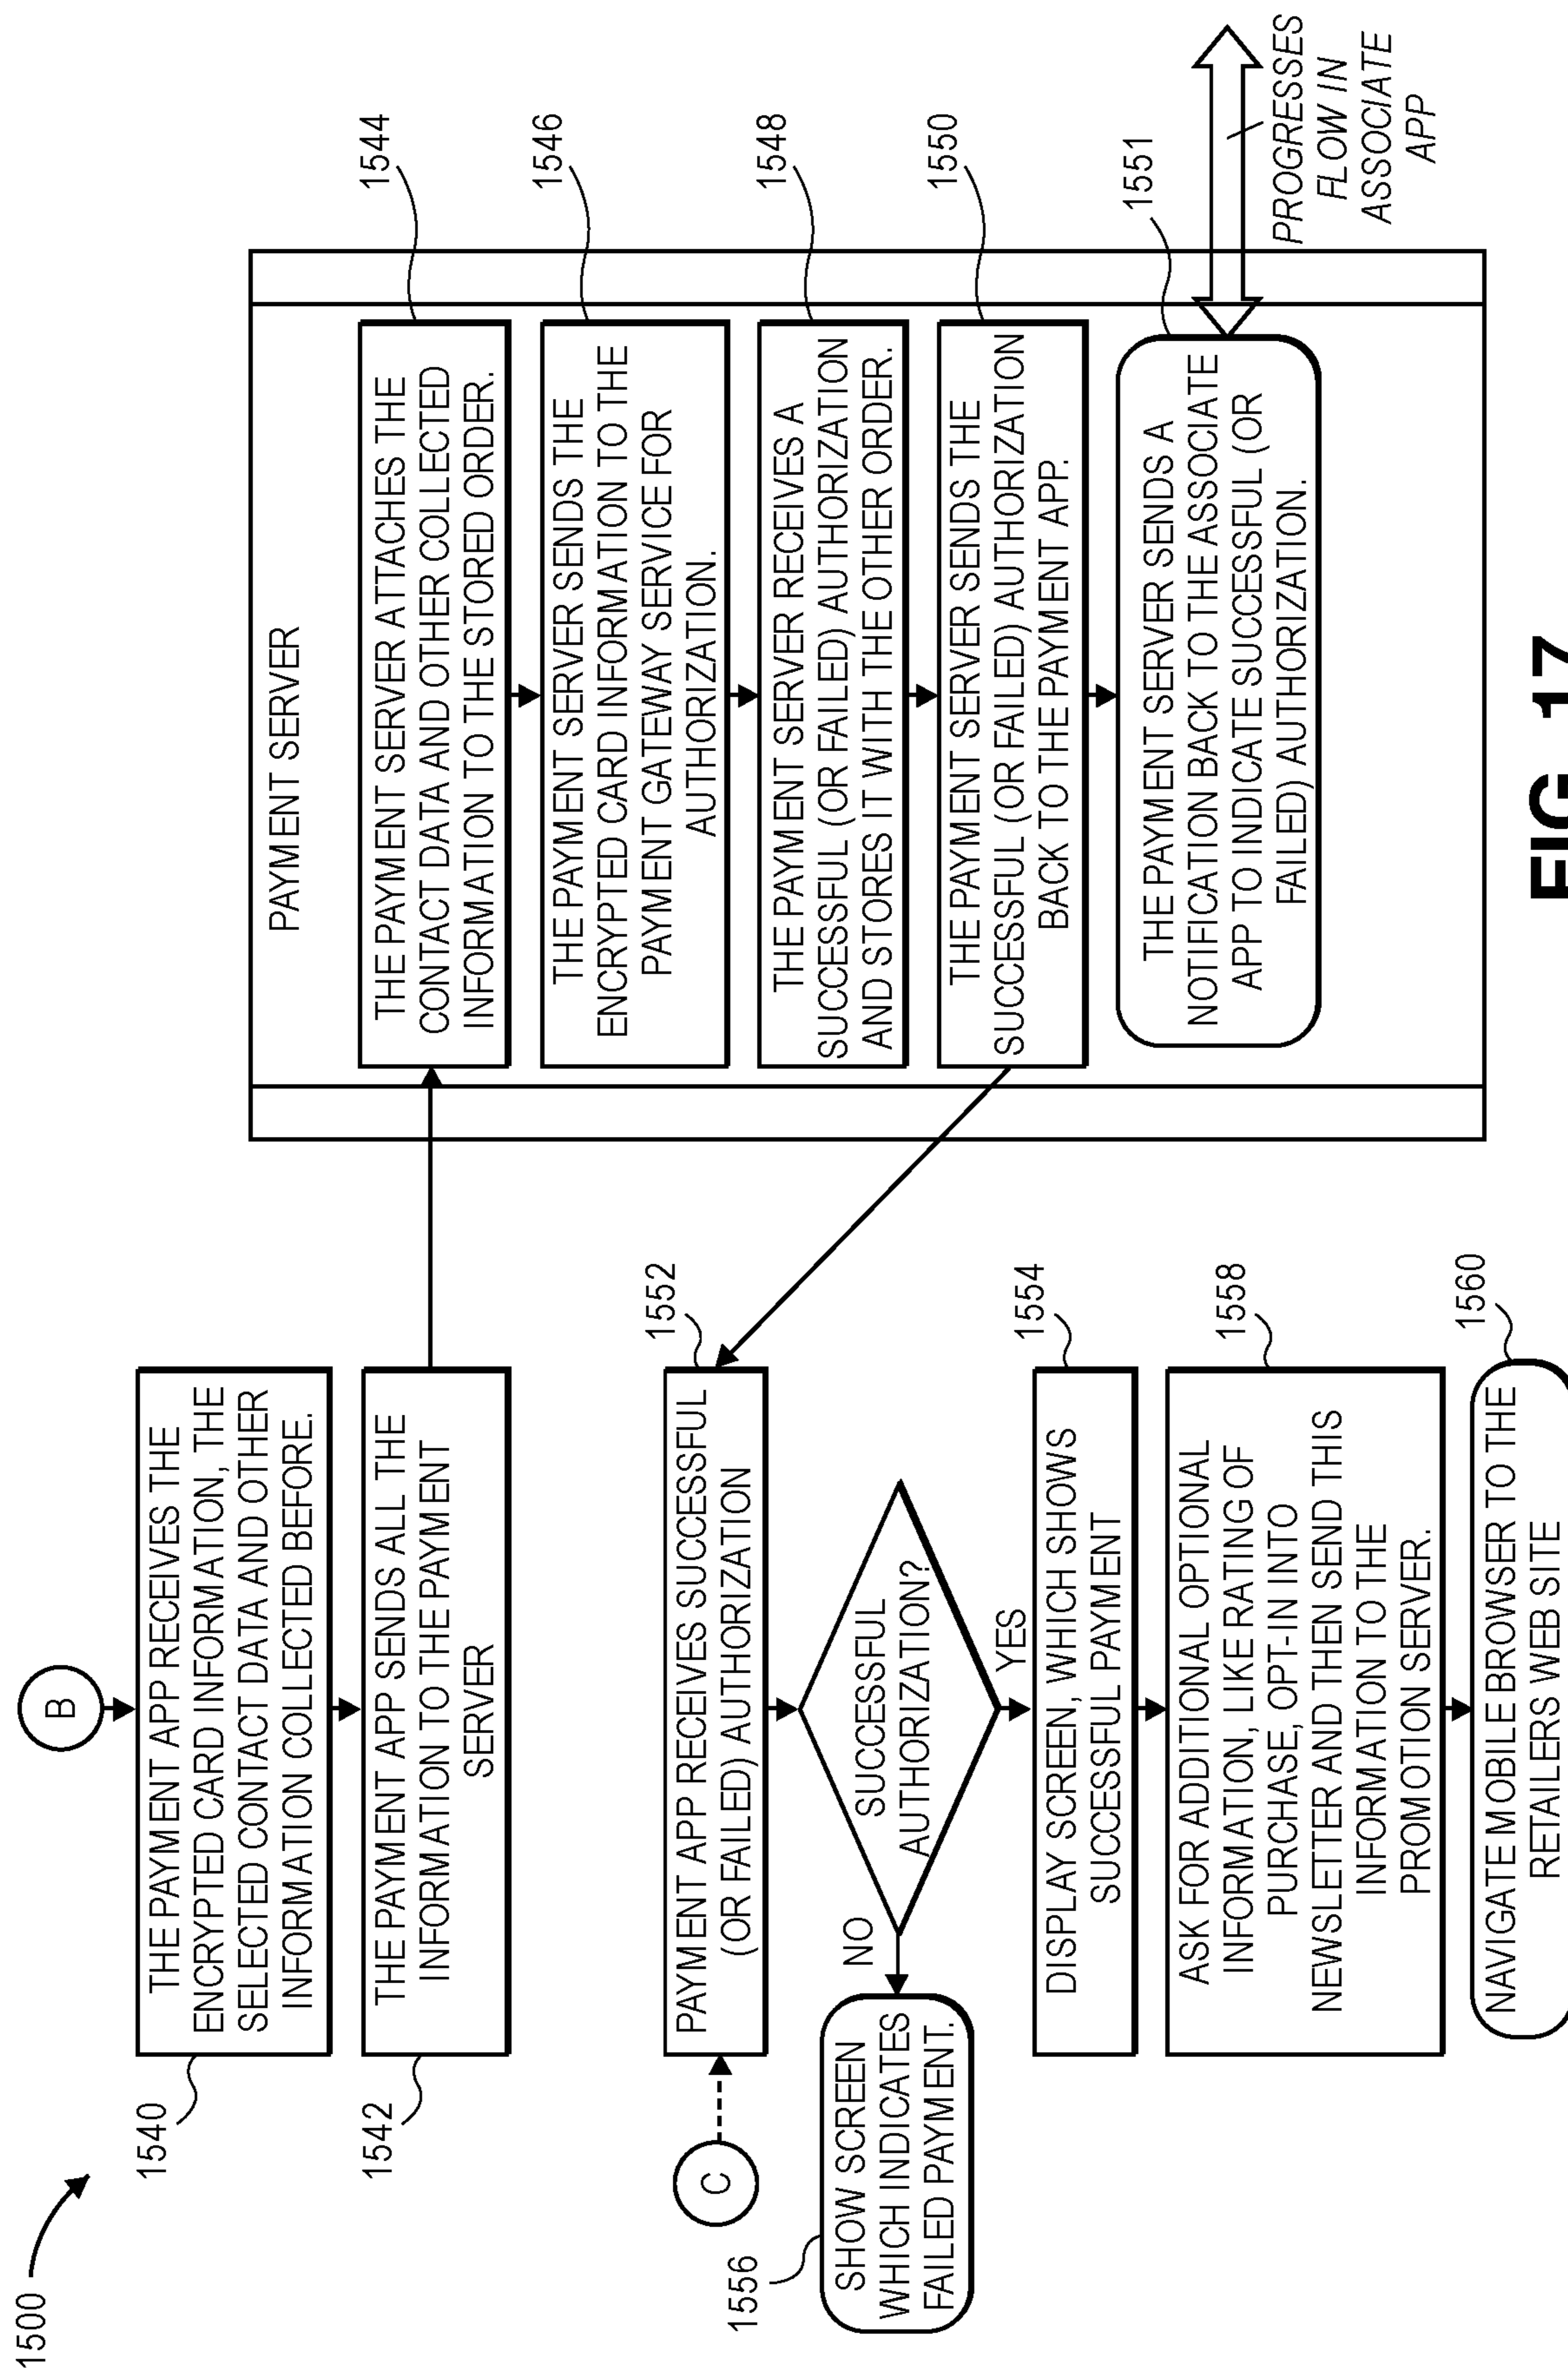 1500
B
THE PAYMENT APP RECEIVES THE
ENCRYPTED CARD INFORMATION, THE
SELECTED CONTACT DATA AND OTHER
INFORMATION COLLECTED BEFORE.
1540
THE PAYMENT APP SENDS ALL THE
INFORMATION TO THE PAYMENT
SERVER
1542
PAYMENT SERVER
THE PAYMENT SERVER ATTACHES THE
CONTACT DATA AND OTHER COLLECTED
INFORMATION TO THE STORED ORDER.
1544
THE PAYMENT SERVER SENDS THE
ENCRYPTED CARD INFORMATION TO THE
PAYMENT GATEWAY SERVICE FOR
AUTHORIZATION.
1546
THE PAYMENT SERVER RECEIVES A
SUCCESSFUL (OR FAILED) AUTHORIZATION
AND STORES IT WITH THE OTHER ORDER.
1548
THE PAYMENT SERVER SENDS THE
SUCCESSFUL (OR FAILED) AUTHORIZATION
BACK TO THE PAYMENT APP.
1550
THE PAYMENT SERVER SENDS A
NOTIFICATION BACK TO THE ASSOCIATE
APP TO INDICATE SUCCESSFUL (OR
FAILED) AUTHORIZATION.
1551
PROGRESSES
FLOW IN
ASSOCIATE
APP
C
PAYMENT APP RECEIVES SUCCESSFUL
(OR FAILED) AUTHORIZATION
1552
SUCCESSFUL
AUTHORIZATION?
NO
YES
SHOW SCREEN
WHICH INDICATES
FAILED PAYMENT.
1556
DISPLAY SCREEN, WHICH SHOWS
SUCCESSFUL PAYMENT
1554
ASK FOR ADDITIONAL OPTIONAL
INFORMATION, LIKE RATING OF
PURCHASE, OPT-IN INTO
NEWSLETTER AND THEN SEND THIS
INFORMATION TO THE
PROMOTION SERVER.
1558
NAVIGATE MOBILE BROWSER TO THE
RETAILERS WEB SITE
1560
FIG. 17